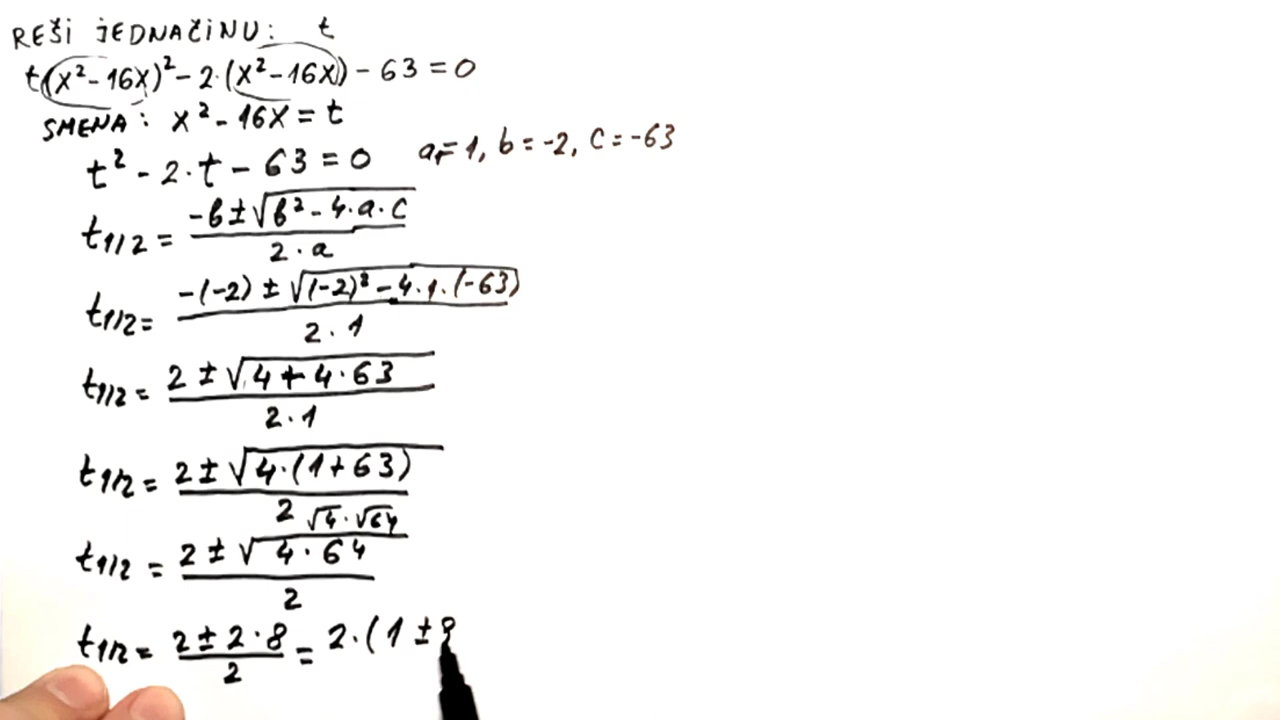 REŠI JEDNAČINU: t
t(x²-16x)²-2·(x²-16x)-63=0
SMENA: x²-16x=t
t²-2·t-63=0 a=1, b=-2, c=-63
t1/2 = (-b±√(b²-4·a·c))/(2·a)
t1/2 = (-(-2)±√((-2)²-4·1·(-63)))/(2·1)
t1/2 = (2±√(4+4·63))/(2·1)
t1/2 = (2±√(4·(1+63)))/2
√4·√64
t1/2 = (2±√(4·64))/2
t1/2 = (2±2·8)/2 = 2·(1±8